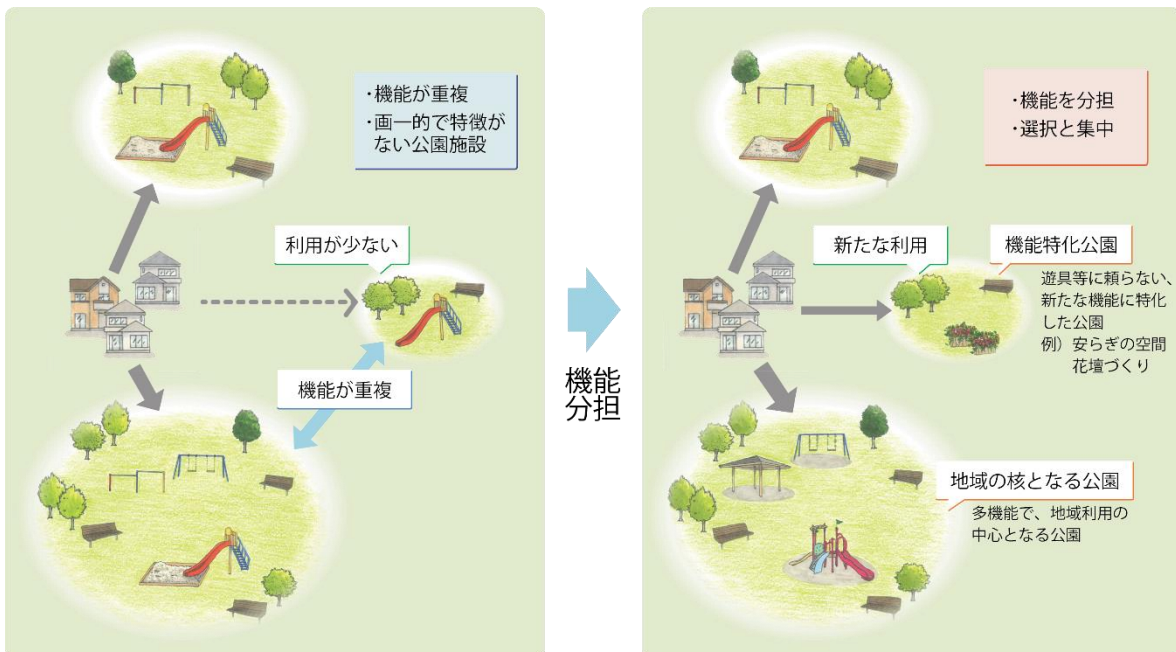 ・機能が重複
・画一的で特徴が
ない公園施設
利用が少ない
機能が重複
機能
分担
・機能を分担
・選択と集中
新たな利用
機能特化公園
遊具等に頼らない、
新たな機能に特化
した公園
例）安らぎの空間
花壇づくり
地域の核となる公園
多機能で、地域利用の
中心となる公園